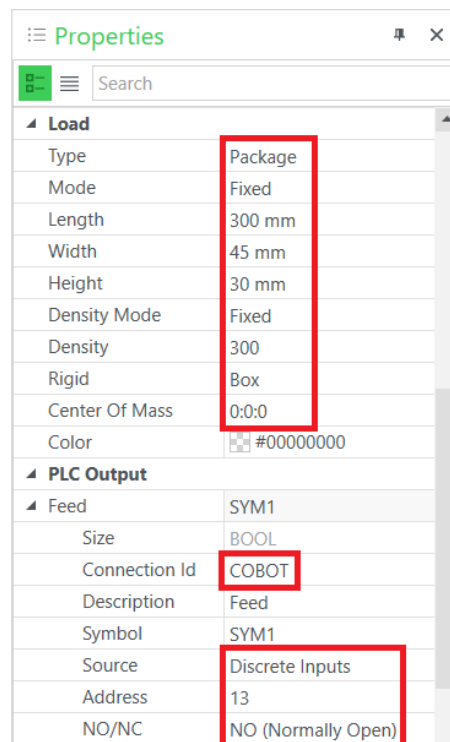 Properties
Search
Load
Type Package
Mode Fixed
Length 300 mm
Width 45 mm
Height 30 mm
Density Mode Fixed
Density 300
Rigid Box
Center Of Mass 0:0:0
Color #00000000
PLC Output
Feed SYM1
Size BOOL
Connection Id COBOT
Description Feed
Symbol SYM1
Source Discrete Inputs
Address 13
NO/NC NO (Normally Open)